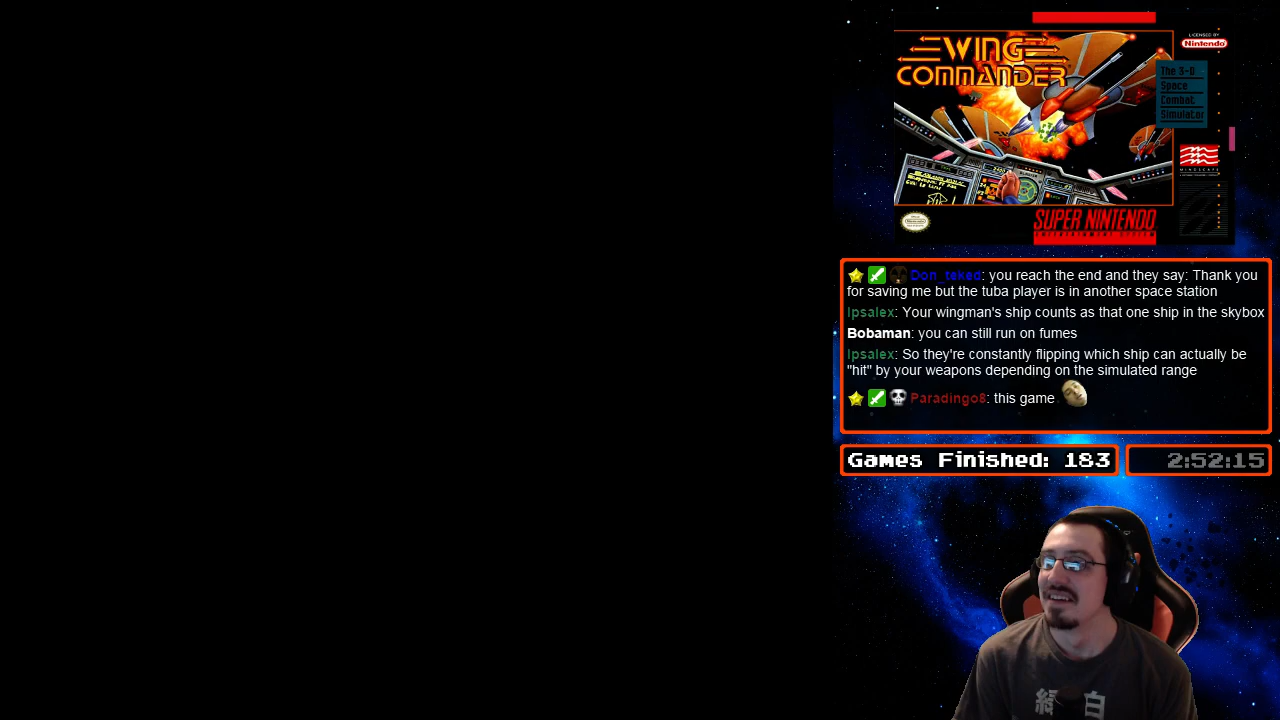 WING
COMMANDER
LICENSED BY
Nintendo
The 3-D
Space
Combat
Simulator
MINDSCAPE
SUPER NINTENDO
ENTERTAINMENT SYSTEM
Don_teked: you reach the end and they say: Thank you
for saving me but the tuba player is in another space station
Ipsalex: Your wingman's ship counts as that one ship in the skybox
Bobaman: you can still run on fumes
Ipsalex: So they're constantly flipping which ship can actually be
"hit" by your weapons depending on the simulated range
Paradingo8: this game
Games Finished: 183
2:52:15